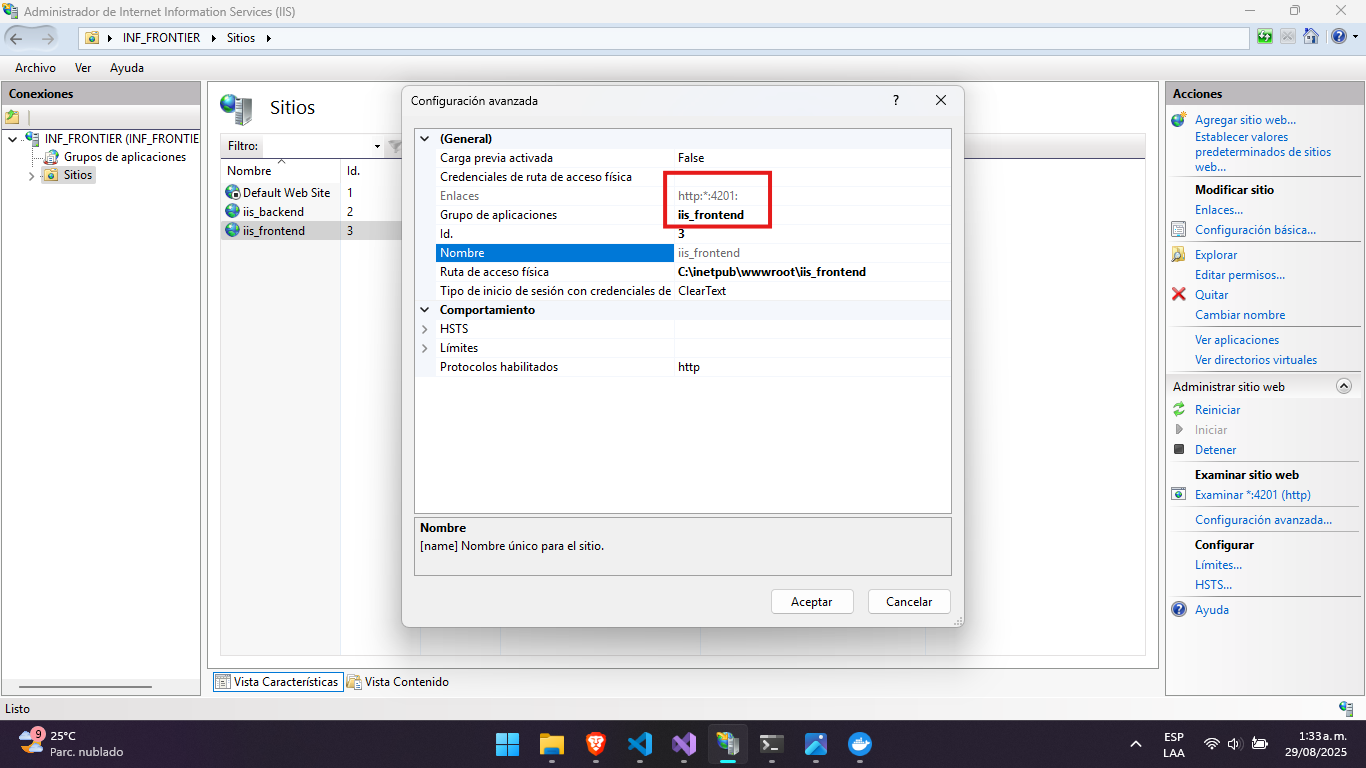 Administrador de Internet Information Services (IIS)
INF_FRONTIER
Sitios
Archivo
Ver
Ayuda
Conexiones
INF_FRONTIER (INF_FRONTIE
Grupos de aplicaciones
Sitios
Sitios
Filtro:
Nombre
Id.
Default Web Site 1
iis_backend 2
iis_frontend 3
Configuración avanzada
?
(General)
Carga previa activada False
Credenciales de ruta de acceso física
Enlaces http:*:4201:
Grupo de aplicaciones iis_frontend
Id. 3
Nombre iis_frontend
Ruta de acceso física C:\inetpub\wwwroot\iis_frontend
Tipo de inicio de sesión con credenciales de ClearText
Comportamiento
HSTS
Límites
Protocolos habilitados http
Nombre
[name] Nombre único para el sitio.
Aceptar
Cancelar
Acciones
Agregar sitio web...
Establecer valores
predeterminados de sitios
web...
Modificar sitio
Enlaces...
Configuración básica...
Explorar
Editar permisos...
Quitar
Cambiar nombre
Ver aplicaciones
Ver directorios virtuales
Administrar sitio web
Reiniciar
Iniciar
Detener
Examinar sitio web
Examinar *:4201 (http)
Configuración avanzada...
Configurar
Límites...
HSTS...
Ayuda
Vista Características
Vista Contenido
Listo
9
25°C
Parc. nublado
ESP
LAA
1:33 a. m.
29/08/2025